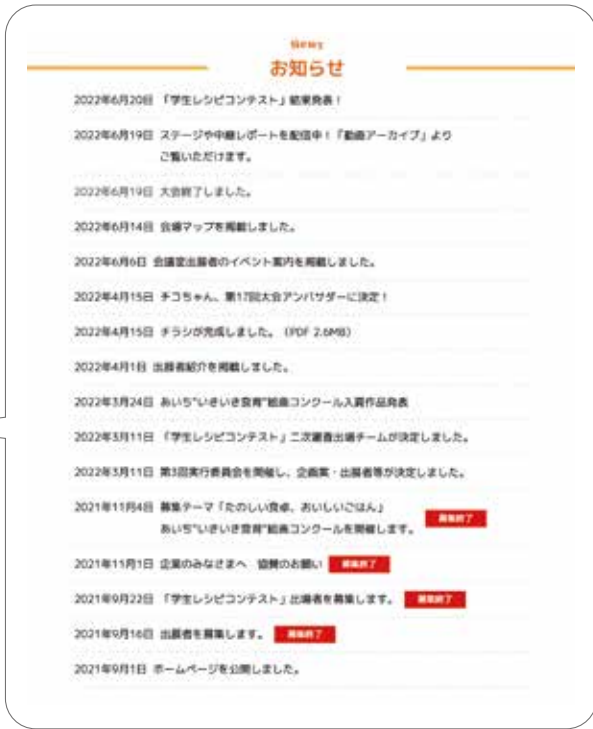 News
お知らせ
2022年6月20日 「学生レシピコンテスト」結果発表！
2022年6月19日 ステージや中継レポートを配信中！「動画アーカイブ」より
ご覧いただけます。
2022年6月19日 大会終了しました。
2022年6月14日 会場マップを掲載しました。
2022年6月6日 会議室出展者のイベント案内を掲載しました。
2022年4月15日 チコちゃん、第17回大会アンバサダーに決定！
2022年4月15日 チラシが完成しました。（PDF 2.6MB）
2022年4月1日 出展者紹介を掲載しました。
2022年3月24日 あいち"いきいき食育"絵画コンクール入賞作品発表
2022年3月11日 「学生レシピコンテスト」二次審査出場チームが決定しました。
2022年3月11日 第3回実行委員会を開催し、企画案・出展者等が決定しました。
2021年11月4日 募集テーマ「たのしい食卓、おいしいごはん」
あいち"いきいき食育"絵画コンクールを開催します。 募集終了
2021年11月1日 企業のみなさまへ 協賛のお願い 募集終了
2021年9月22日 「学生レシピコンテスト」出場者を募集します。 募集終了
2021年9月16日 出展者を募集します。 募集終了
2021年9月1日 ホームページを公開しました。